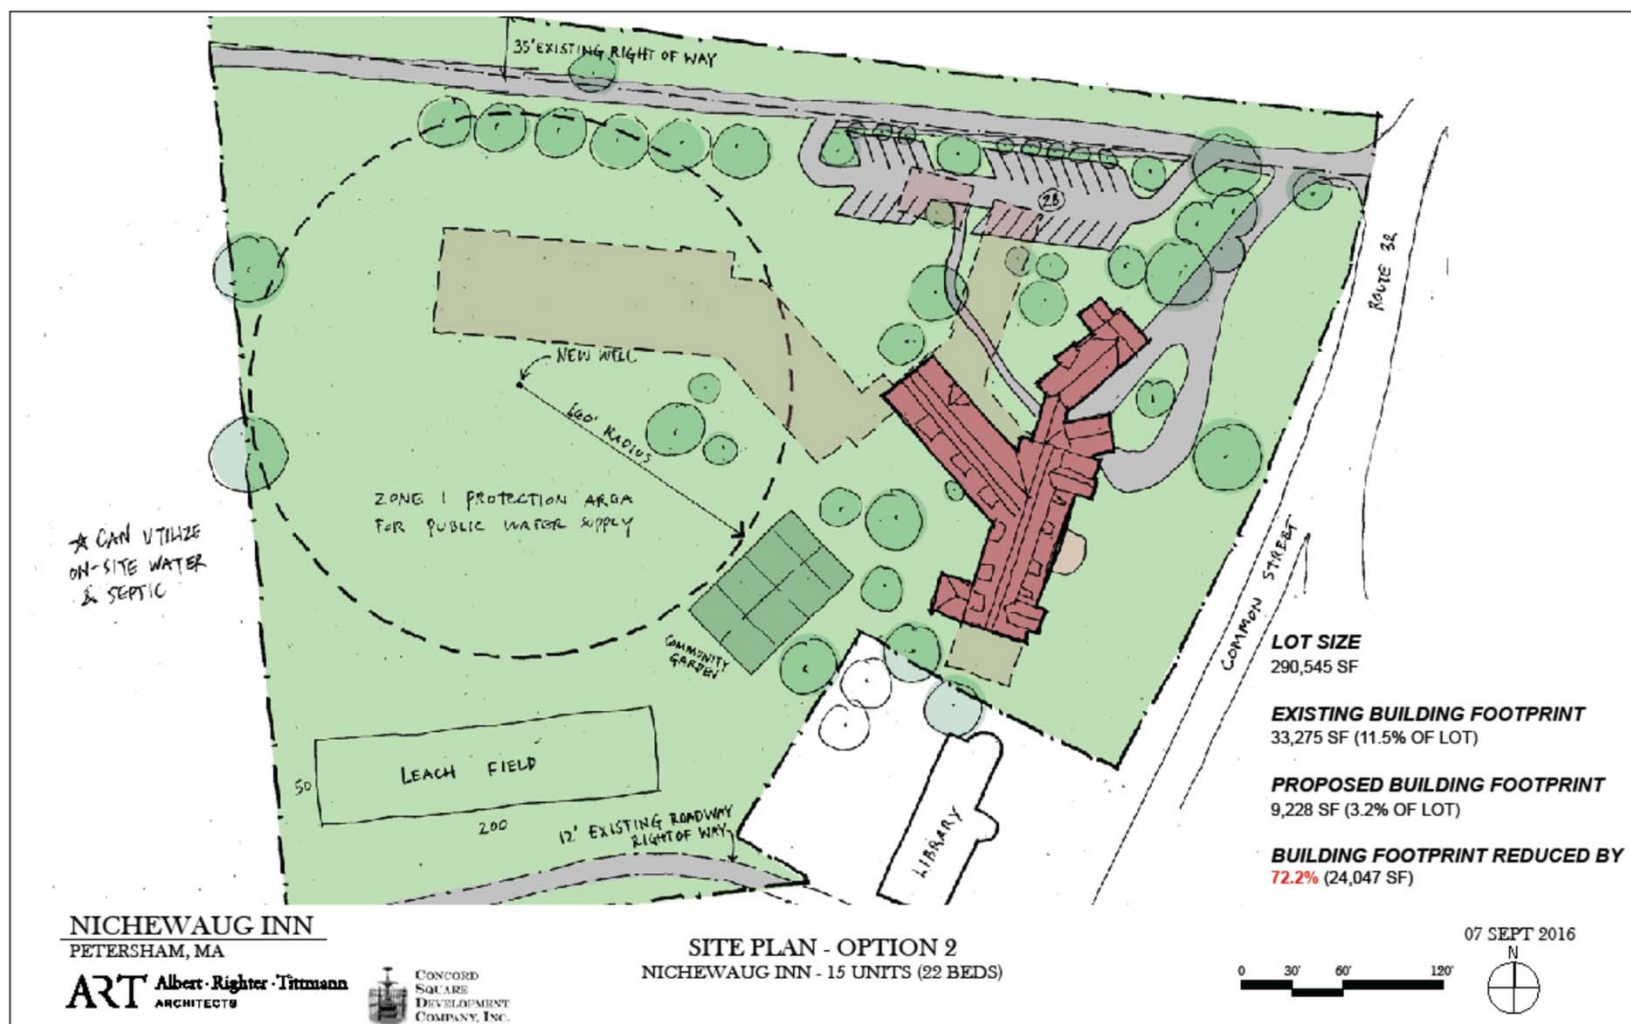 35' EXISTING RIGHT OF WAY
28
ROUTE 32
NEW WELL
160' RADIUS
ZONE 1 PROTECTION AREA
FOR PUBLIC WATER SUPPLY
☆ CAN UTILIZE
ON-SITE WATER
& SEPTIC
COMMUNITY
GARDEN
COMMON STREET
LEACH FIELD
50
200
12' EXISTING ROADWAY
RIGHT OF WAY
LIBRARY
LOT SIZE
290,545 SF
EXISTING BUILDING FOOTPRINT
33,275 SF (11.5% OF LOT)
PROPOSED BUILDING FOOTPRINT
9,228 SF (3.2% OF LOT)
BUILDING FOOTPRINT REDUCED BY
72.2% (24,047 SF)
NICHEWAUG INN
PETERSHAM, MA
ART Albert · Righter · Tittmann
ARCHITECTS
CONCORD
SQUARE
DEVELOPMENT
COMPANY, INC.
SITE PLAN - OPTION 2
NICHEWAUG INN - 15 UNITS (22 BEDS)
07 SEPT 2016
N
0 30' 60' 120'